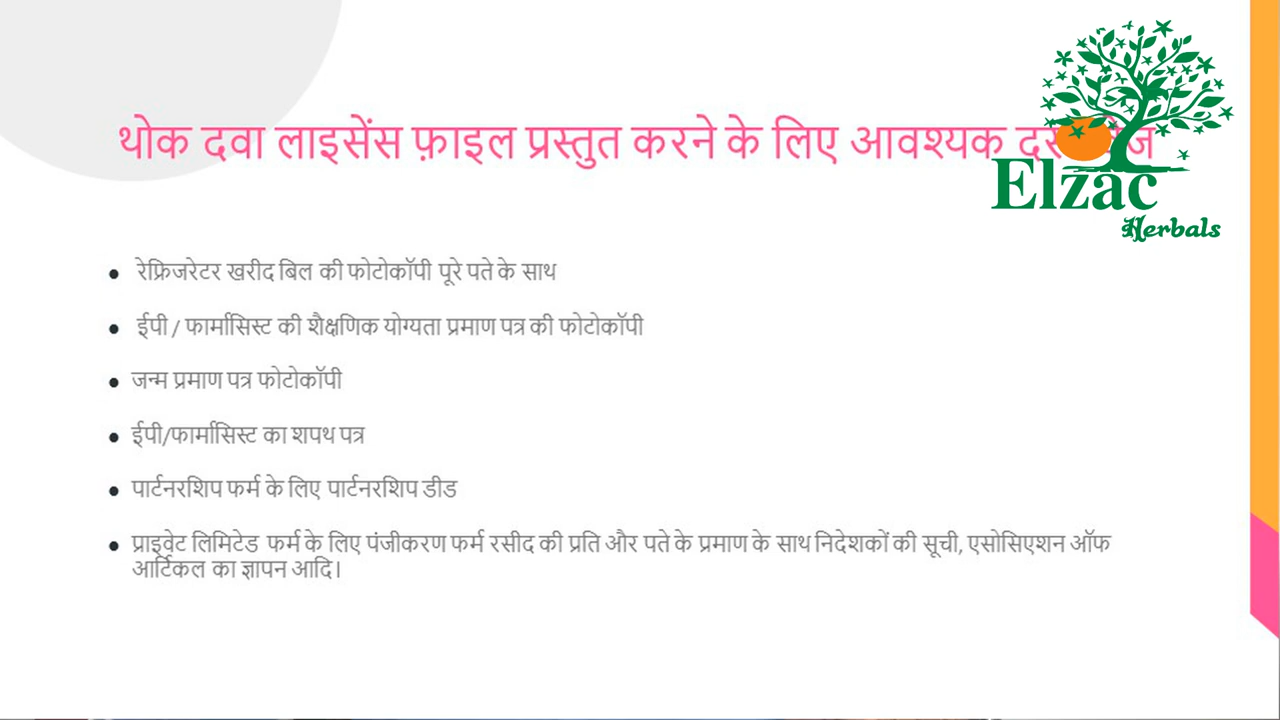 थोक दवा लाइसेंस फ़ाइल प्रस्तुत करने के लिए आवश्यक
Elzac
Herbals
● रेफ्रिजरेटर खरीद बिल की फोटोकॉपी पूरे पते के साथ
● ईपी / फार्मासिस्ट की शैक्षणिक योग्यता प्रमाण पत्र की फोटोकॉपी
● जन्म प्रमाण पत्र फोटोकॉपी
● ईपी/फार्मासिस्ट का शपथ पत्र
● पार्टनरशिप फर्म के लिए पार्टनरशिप डीड
● प्राइवेट लिमिटेड फर्म के लिए पंजीकरण फर्म रसीद की प्रति और पते के प्रमाण के साथ निदेशकों की सूची, एसोसिएशन ऑफ
आर्टिकल का ज्ञापन आदि।